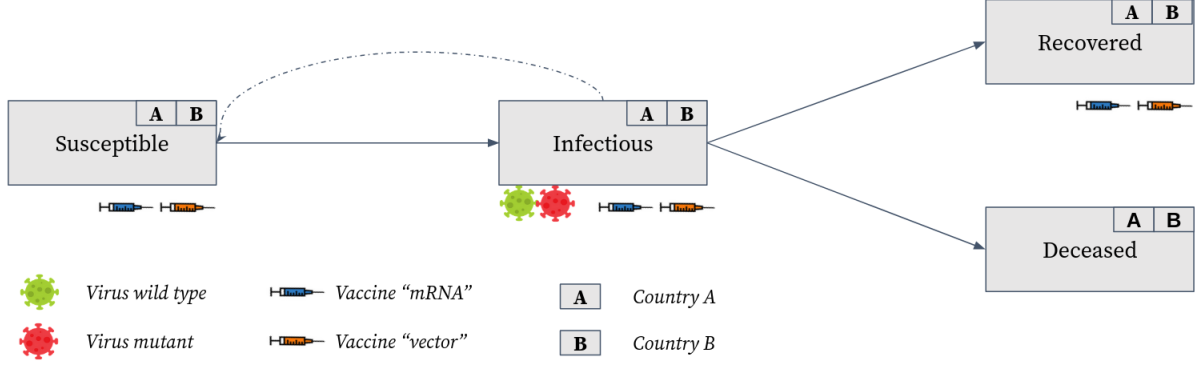 A B
Recovered
A B
Susceptible
A B
Infectious
A B
Deceased
Virus wild type
Vaccine “mRNA”
A
Country A
Virus mutant
Vaccine “vector”
B
Country B